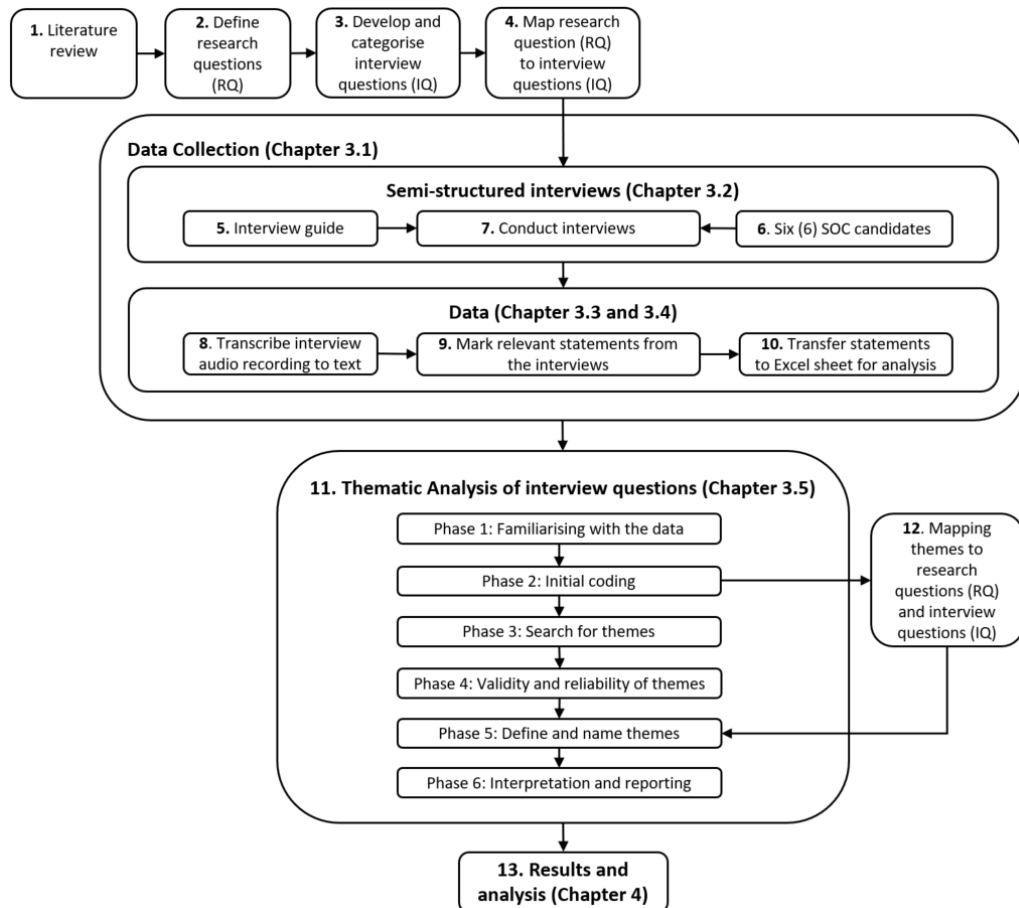 1. Literature
review
2. Define
research
questions
(RQ)
3. Develop and
categorise
interview
questions (IQ)
4. Map research
question (RQ)
to interview
questions (IQ)
Data Collection (Chapter 3.1)
Semi-structured interviews (Chapter 3.2)
5. Interview guide
7. Conduct interviews
6. Six (6) SOC candidates
Data (Chapter 3.3 and 3.4)
8. Transcribe interview
audio recording to text
9. Mark relevant statements from
the interviews
10. Transfer statements
to Excel sheet for analysis
11. Thematic Analysis of interview questions (Chapter 3.5)
Phase 1: Familiarising with the data
Phase 2: Initial coding
Phase 3: Search for themes
Phase 4: Validity and reliability of themes
Phase 5: Define and name themes
Phase 6: Interpretation and reporting
12. Mapping
themes to
research
questions (RQ)
and interview
questions (IQ)
13. Results and
analysis (Chapter 4)